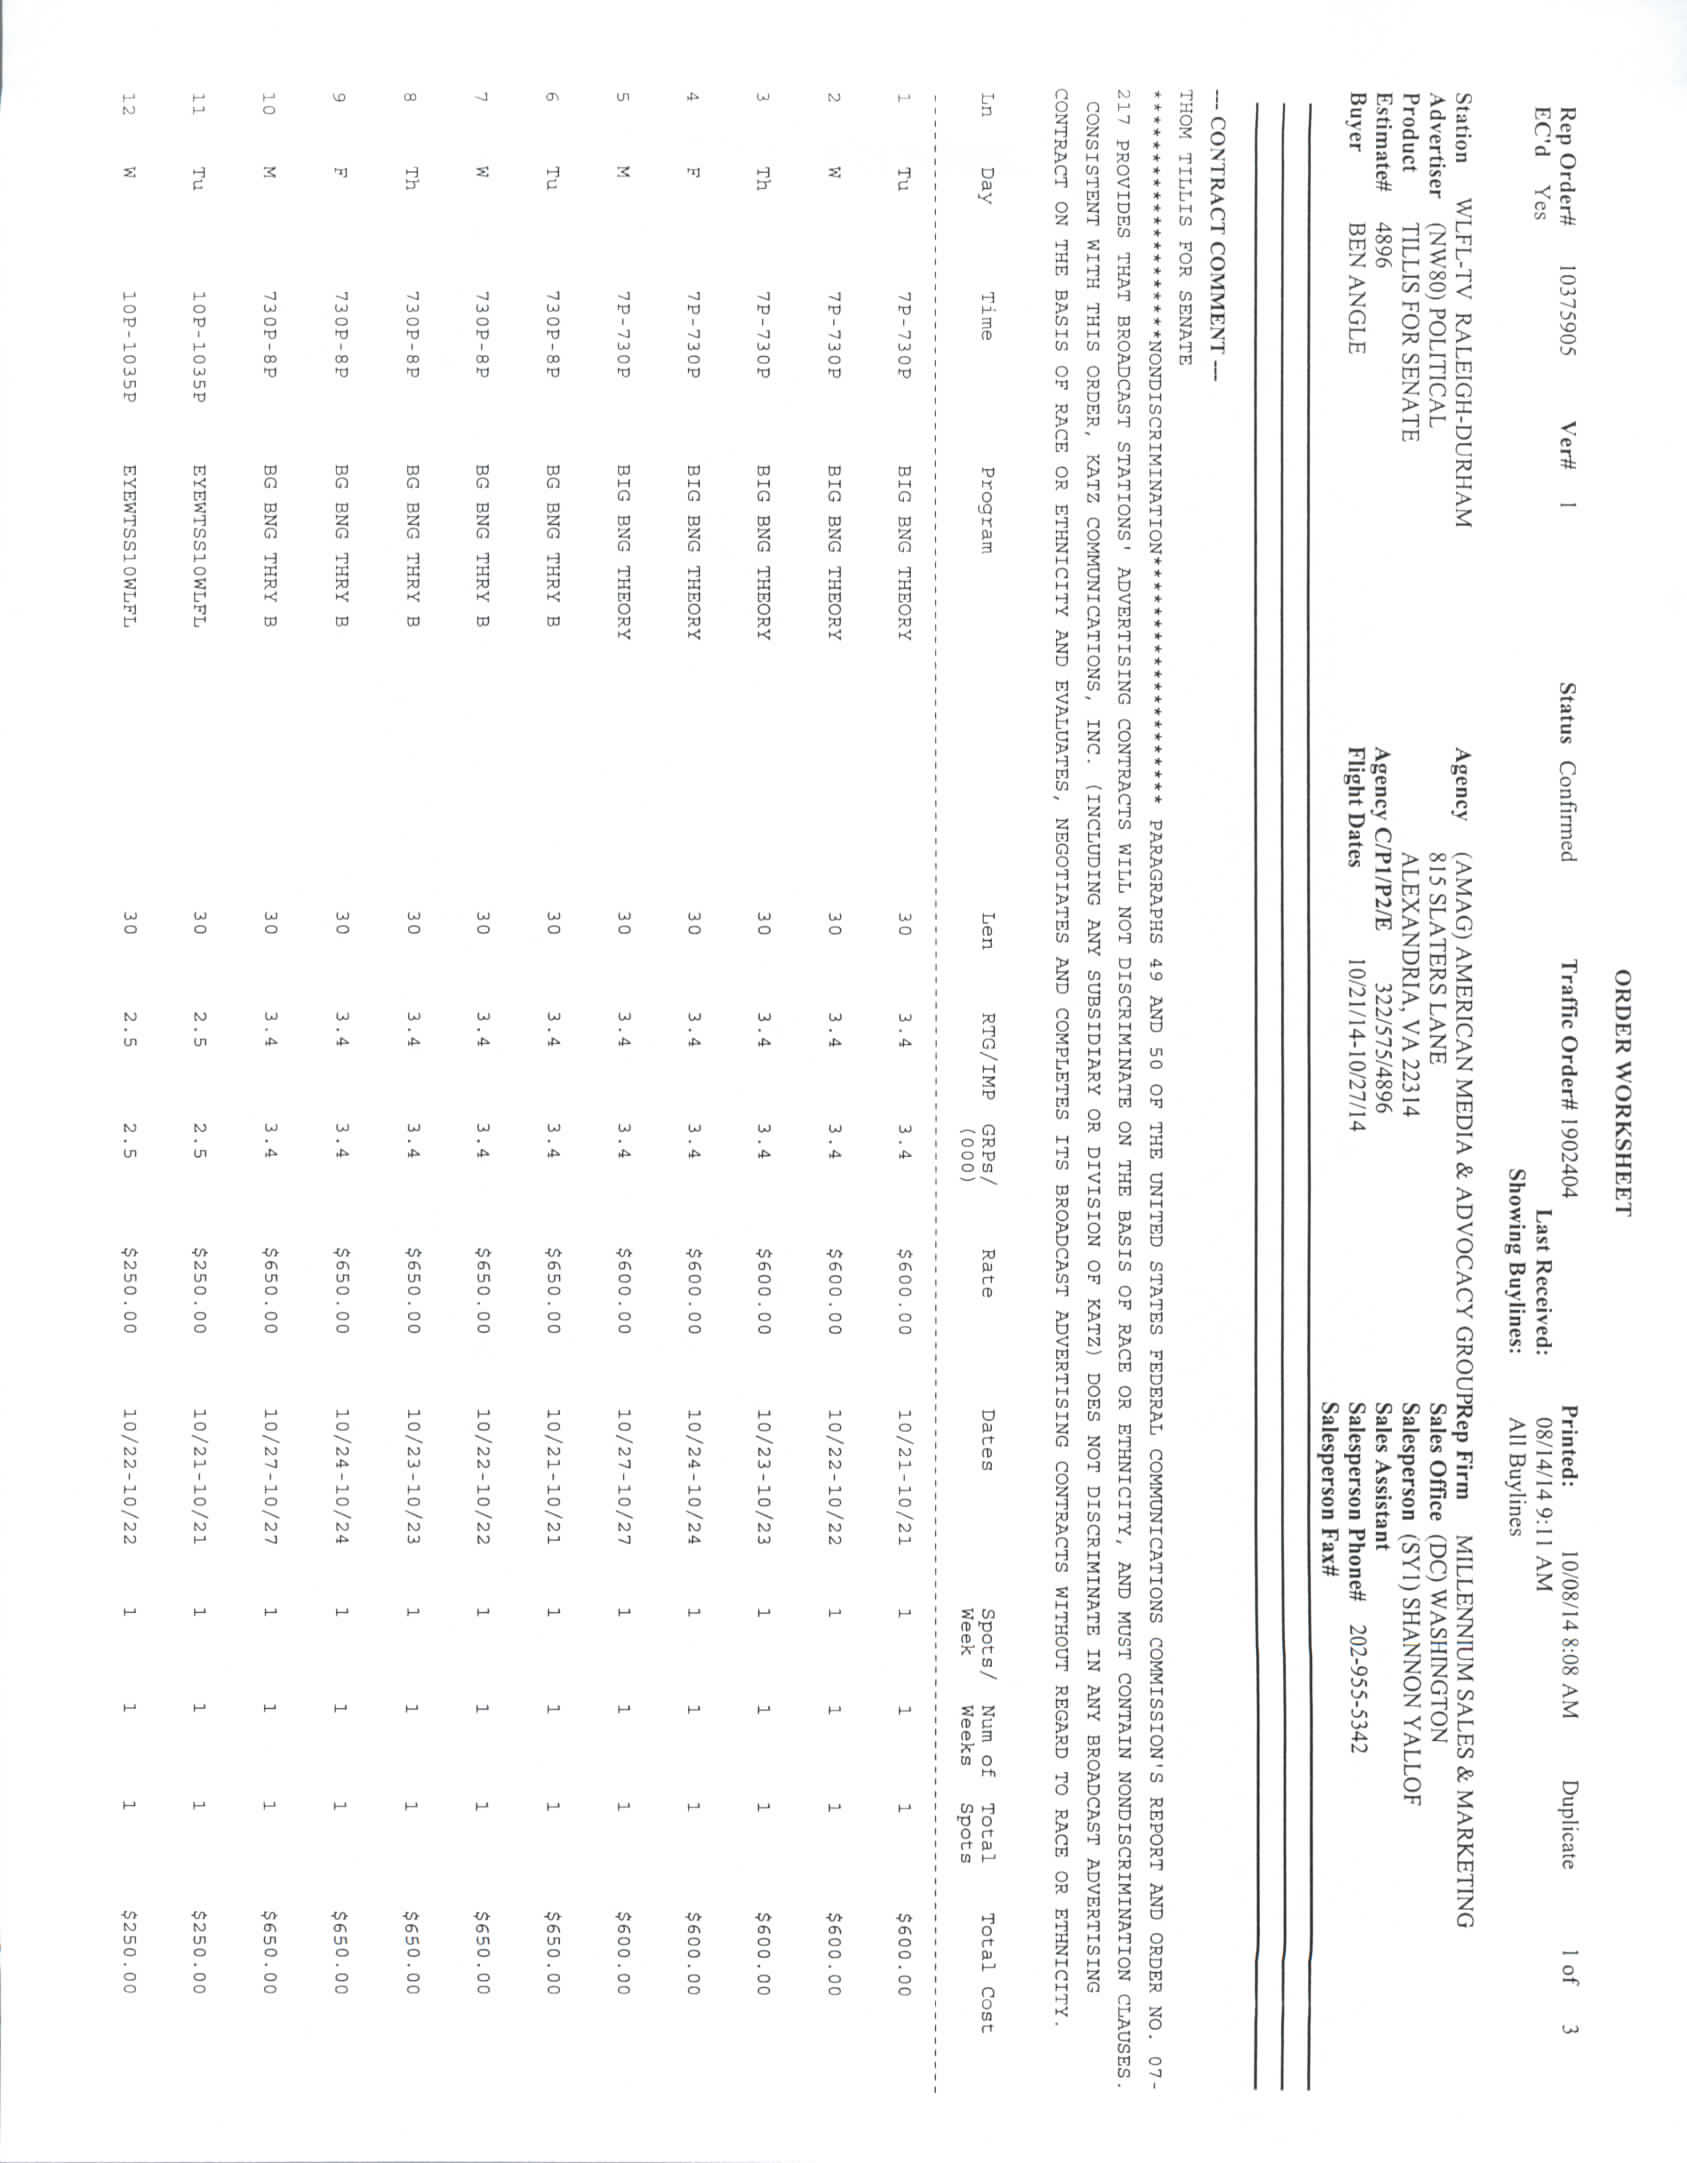 ORDER WORKSHEET
Rep Order# 10375905 Ver# 1 Status Confirmed Traffic Order# 1902404 Printed: 10/08/14 8:08 AM Duplicate 1 of 3
EC'd Yes Last Received: 08/14/14 9:11 AM
Showing Buylines: All Buylines
Station WLFL-TV RALEIGH-DURHAM Agency (AMAG) AMERICAN MEDIA & ADVOCACY GROUP Rep Firm MILLENNIUM SALES & MARKETING
Advertiser (NW80) POLITICAL 815 SLATERS LANE Sales Office (DC) WASHINGTON
Product TILLIS FOR SENATE ALEXANDRIA, VA 22314 Salesperson (SY1) SHANNON YALLOF
Estimate# 4896 Agency C/P1/P2/E 322/575/4896 Sales Assistant
Buyer BEN ANGLE Flight Dates 10/21/14-10/27/14 Salesperson Phone# 202-955-5342
Salesperson Fax#
--- CONTRACT COMMENT ---
THOM TILLIS FOR SENATE
******************************NONDISCRIMINATION****************************** PARAGRAPHS 49 AND 50 OF THE UNITED STATES FEDERAL COMMUNICATIONS COMMISSION'S REPORT AND ORDER NO. 07-
217 PROVIDES THAT BROADCAST STATIONS' ADVERTISING CONTRACTS WILL NOT DISCRIMINATE ON THE BASIS OF RACE OR ETHNICITY, AND MUST CONTAIN NONDISCRIMINATION CLAUSES.
CONSISTENT WITH THIS ORDER, KATZ COMMUNICATIONS, INC. (INCLUDING ANY SUBSIDIARY OR DIVISION OF KATZ) DOES NOT DISCRIMINATE IN ANY BROADCAST ADVERTISING
CONTRACT ON THE BASIS OF RACE OR ETHNICITY AND EVALUATES, NEGOTIATES AND COMPLETES ITS BROADCAST ADVERTISING CONTRACTS WITHOUT REGARD TO RACE OR ETHNICITY.
Ln Day Time Program Len RTG/IMP GRPs/ Rate Dates Spots/ Num of Total Total Cost
(000) Week Weeks Spots
1 Tu 7P-730P BIG BNG THEORY 30 3.4 3.4 $600.00 10/21-10/21 1 1 1 $600.00
2 W 7P-730P BIG BNG THEORY 30 3.4 3.4 $600.00 10/22-10/22 1 1 1 $600.00
3 Th 7P-730P BIG BNG THEORY 30 3.4 3.4 $600.00 10/23-10/23 1 1 1 $600.00
4 F 7P-730P BIG BNG THEORY 30 3.4 3.4 $600.00 10/24-10/24 1 1 1 $600.00
5 M 7P-730P BIG BNG THEORY 30 3.4 3.4 $600.00 10/27-10/27 1 1 1 $600.00
6 Tu 730P-8P BG BNG THRY B 30 3.4 3.4 $650.00 10/21-10/21 1 1 1 $650.00
7 W 730P-8P BG BNG THRY B 30 3.4 3.4 $650.00 10/22-10/22 1 1 1 $650.00
8 Th 730P-8P BG BNG THRY B 30 3.4 3.4 $650.00 10/23-10/23 1 1 1 $650.00
9 F 730P-8P BG BNG THRY B 30 3.4 3.4 $650.00 10/24-10/24 1 1 1 $650.00
10 M 730P-8P BG BNG THRY B 30 3.4 3.4 $650.00 10/27-10/27 1 1 1 $650.00
11 Tu 10P-1035P EYEWTSS10WLFL 30 2.5 2.5 $250.00 10/21-10/21 1 1 1 $250.00
12 W 10P-1035P EYEWTSS10WLFL 30 2.5 2.5 $250.00 10/22-10/22 1 1 1 $250.00